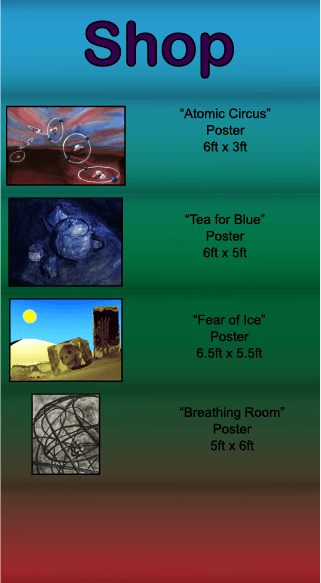 Shop
“Atomic Circus”
Poster
6ft x 3ft
“Tea for Blue”
Poster
6ft x 5ft
“Fear of Ice”
Poster
6.5ft x 5.5ft
“Breathing Room”
Poster
5ft x 6ft